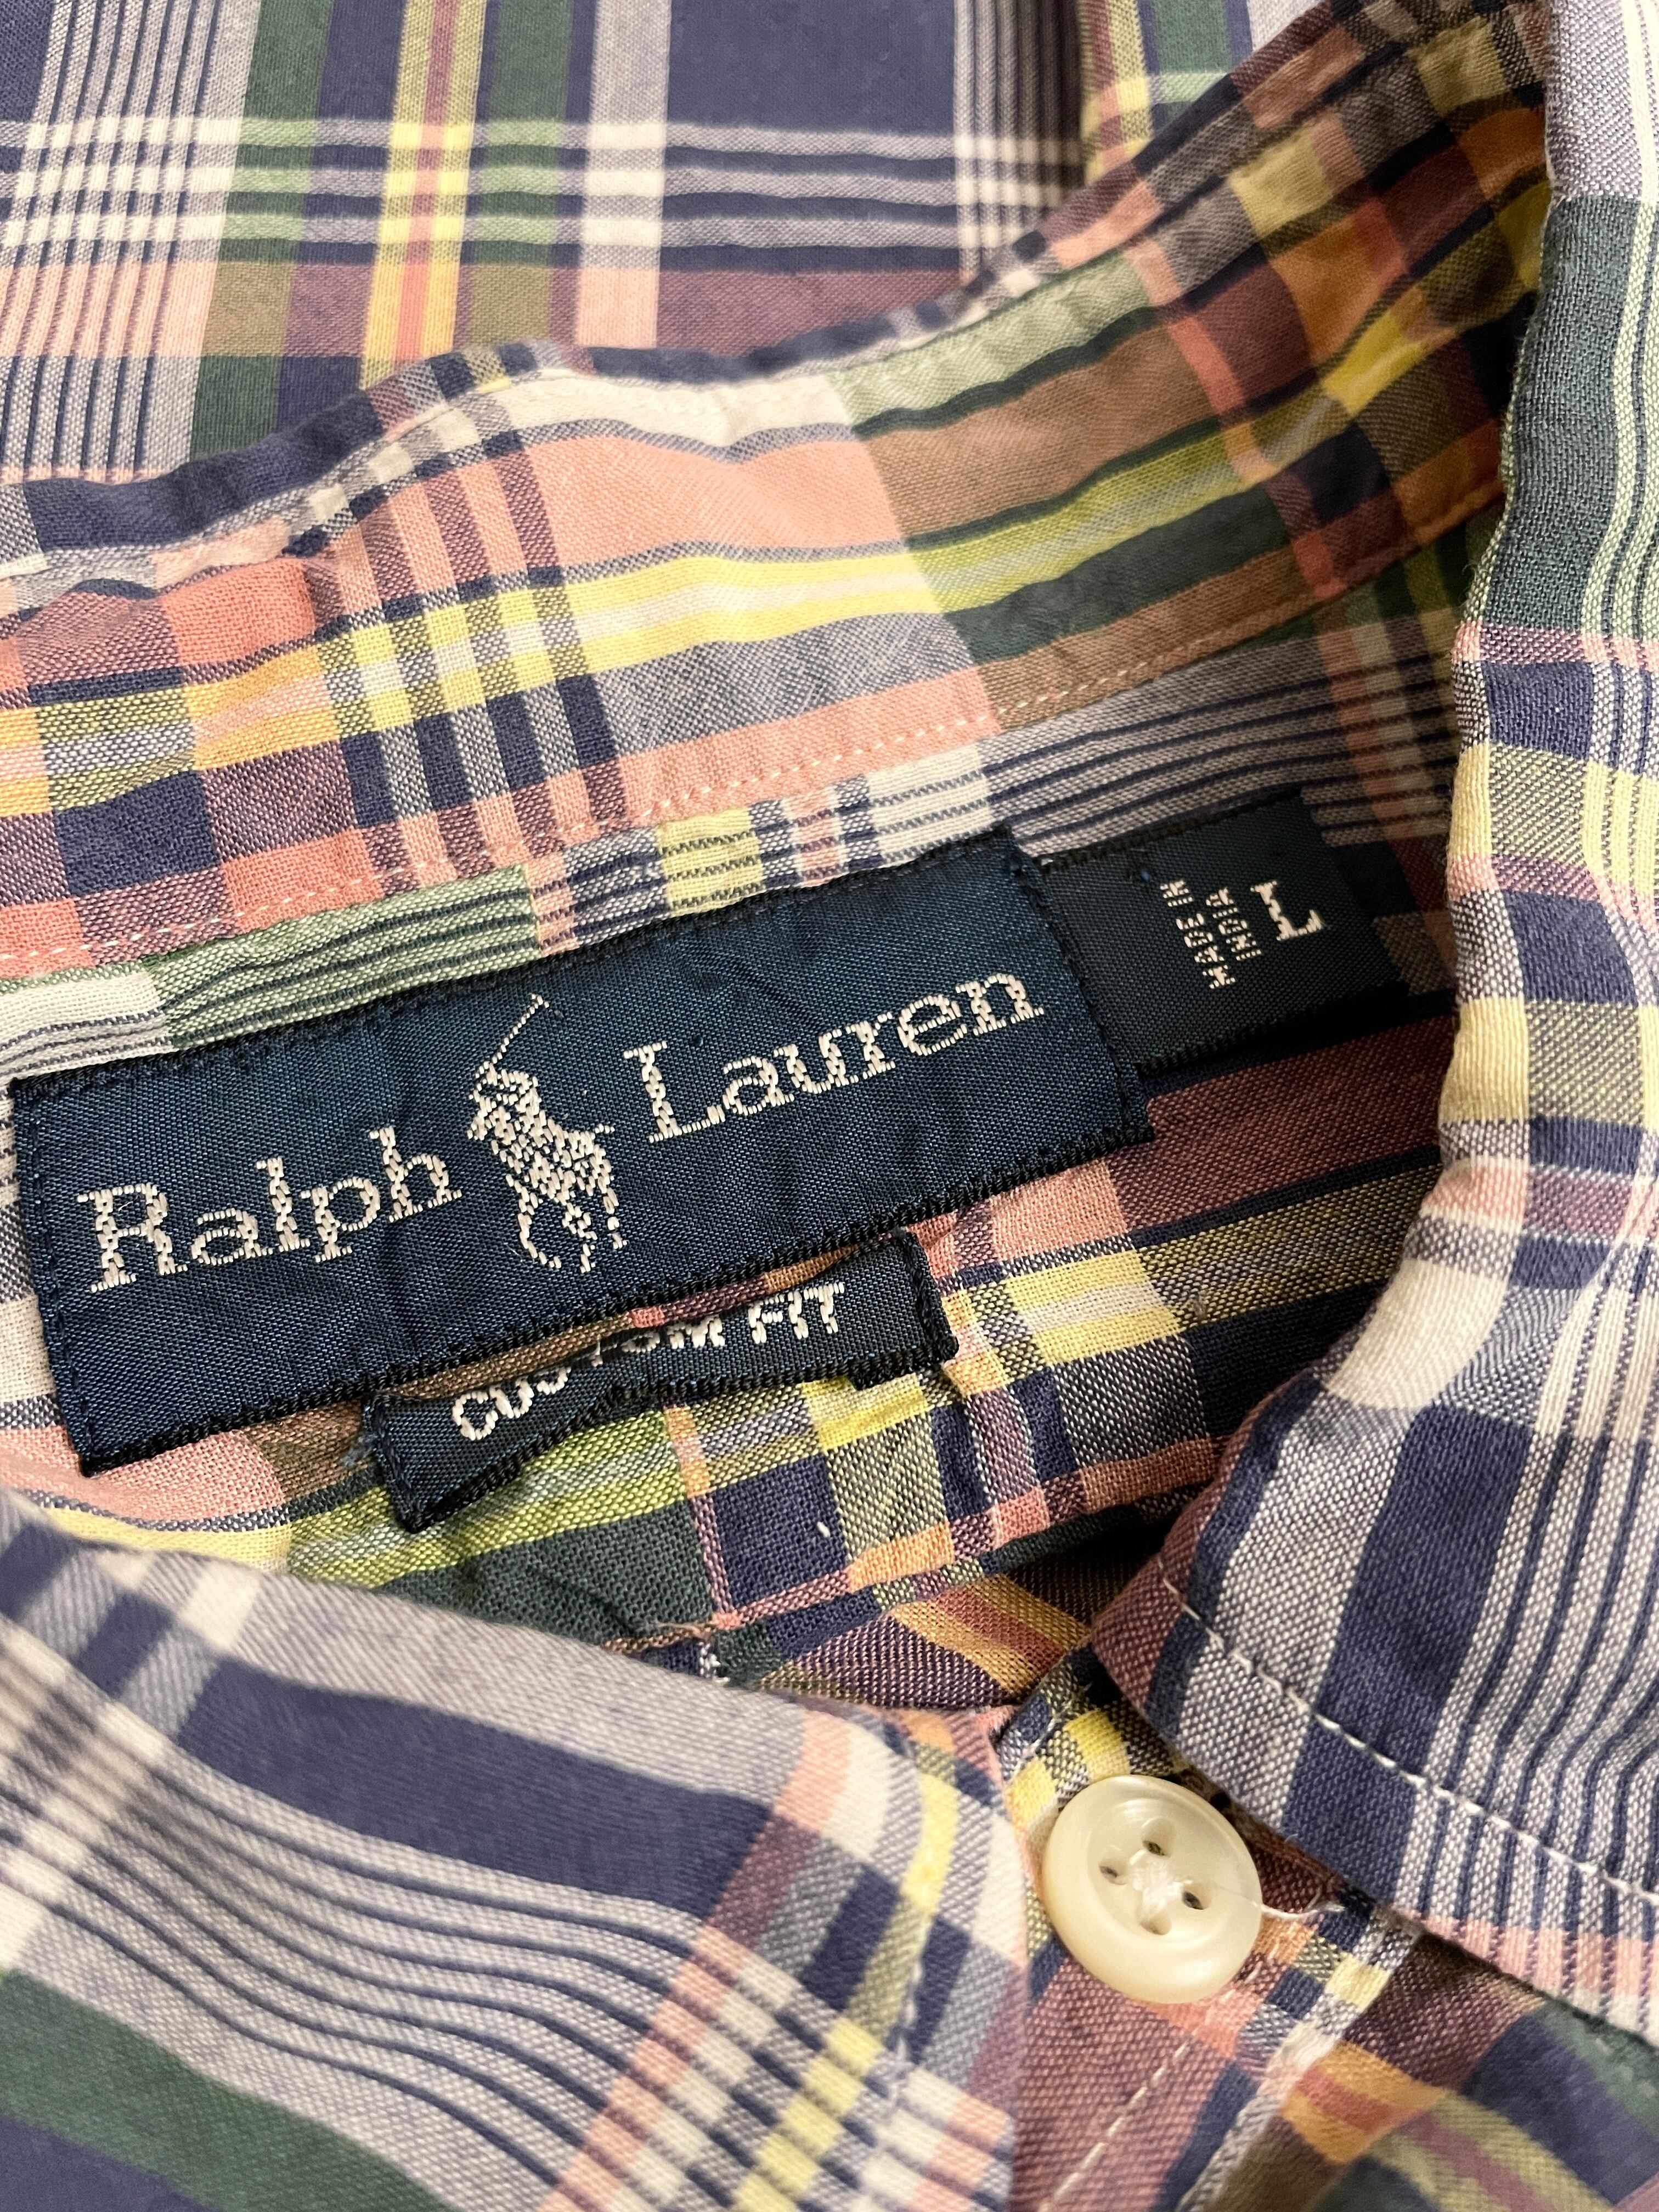 Ralph Lauren
CUSTOM FIT
MADE IN
INDIA
L